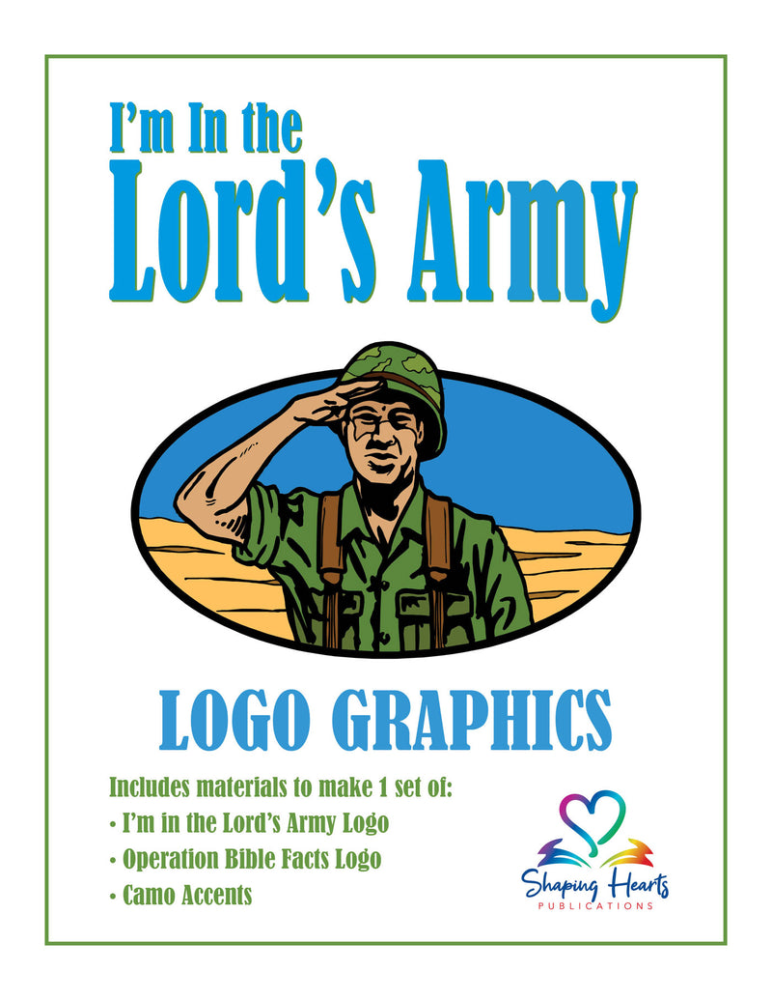 I’m In the
Lord’s Army
LOGO GRAPHICS
Includes materials to make 1 set of:
• I’m in the Lord’s Army Logo
• Operation Bible Facts Logo
• Camo Accents
Shaping Hearts
PUBLICATIONS